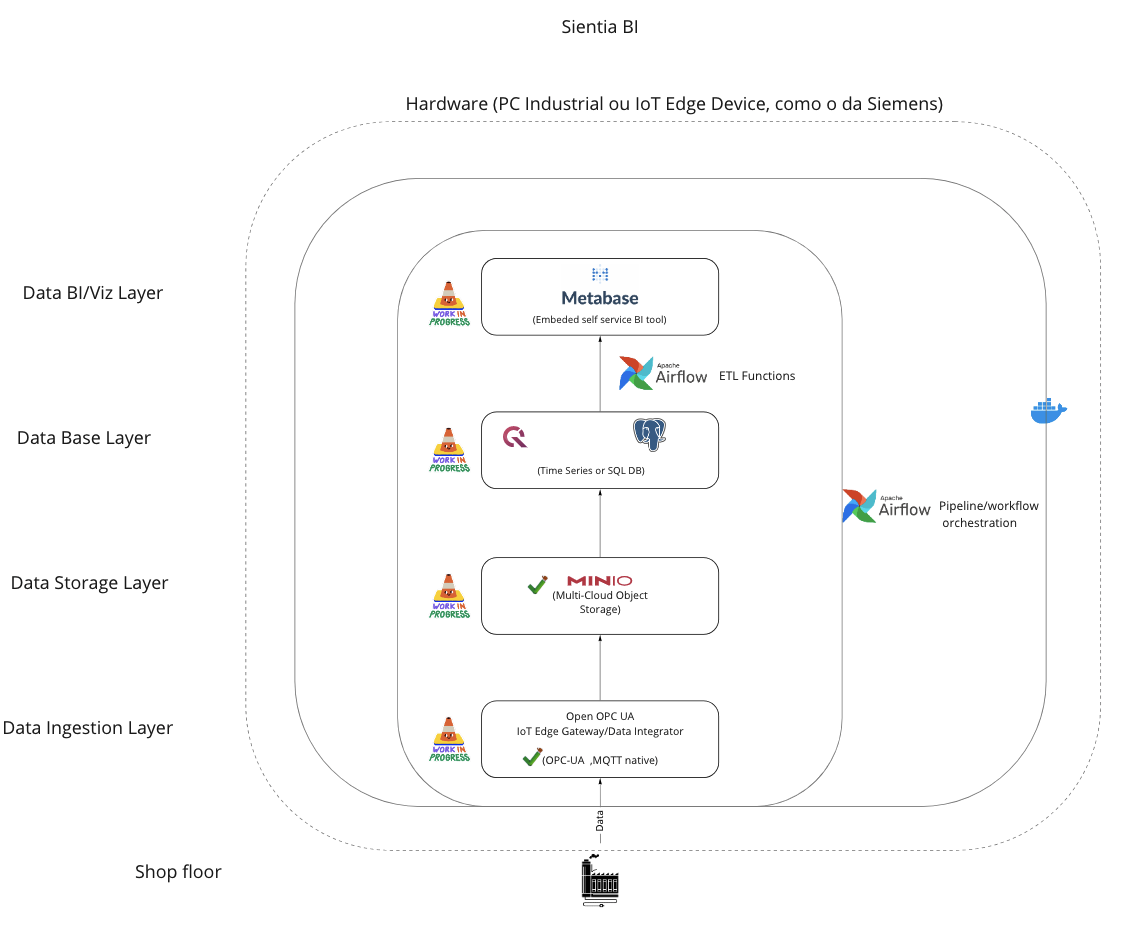 Sientia BI
Hardware (PC Industrial ou IoT Edge Device, como o da Siemens)
Data BI/Viz Layer
WORK IN
PROGRESS
Metabase
(Embeded self service BI tool)
Apache
Airflow
ETL Functions
Data Base Layer
WORK IN
PROGRESS
(Time Series or SQL DB)
Apache
Airflow
Pipeline/workflow
orchestration
Data Storage Layer
WORK IN
PROGRESS
MINIO
(Multi-Cloud Object
Storage)
Data Ingestion Layer
WORK IN
PROGRESS
Open OPC UA
IoT Edge Gateway/Data Integrator
(OPC-UA ,MQTT native)
Data
Shop floor